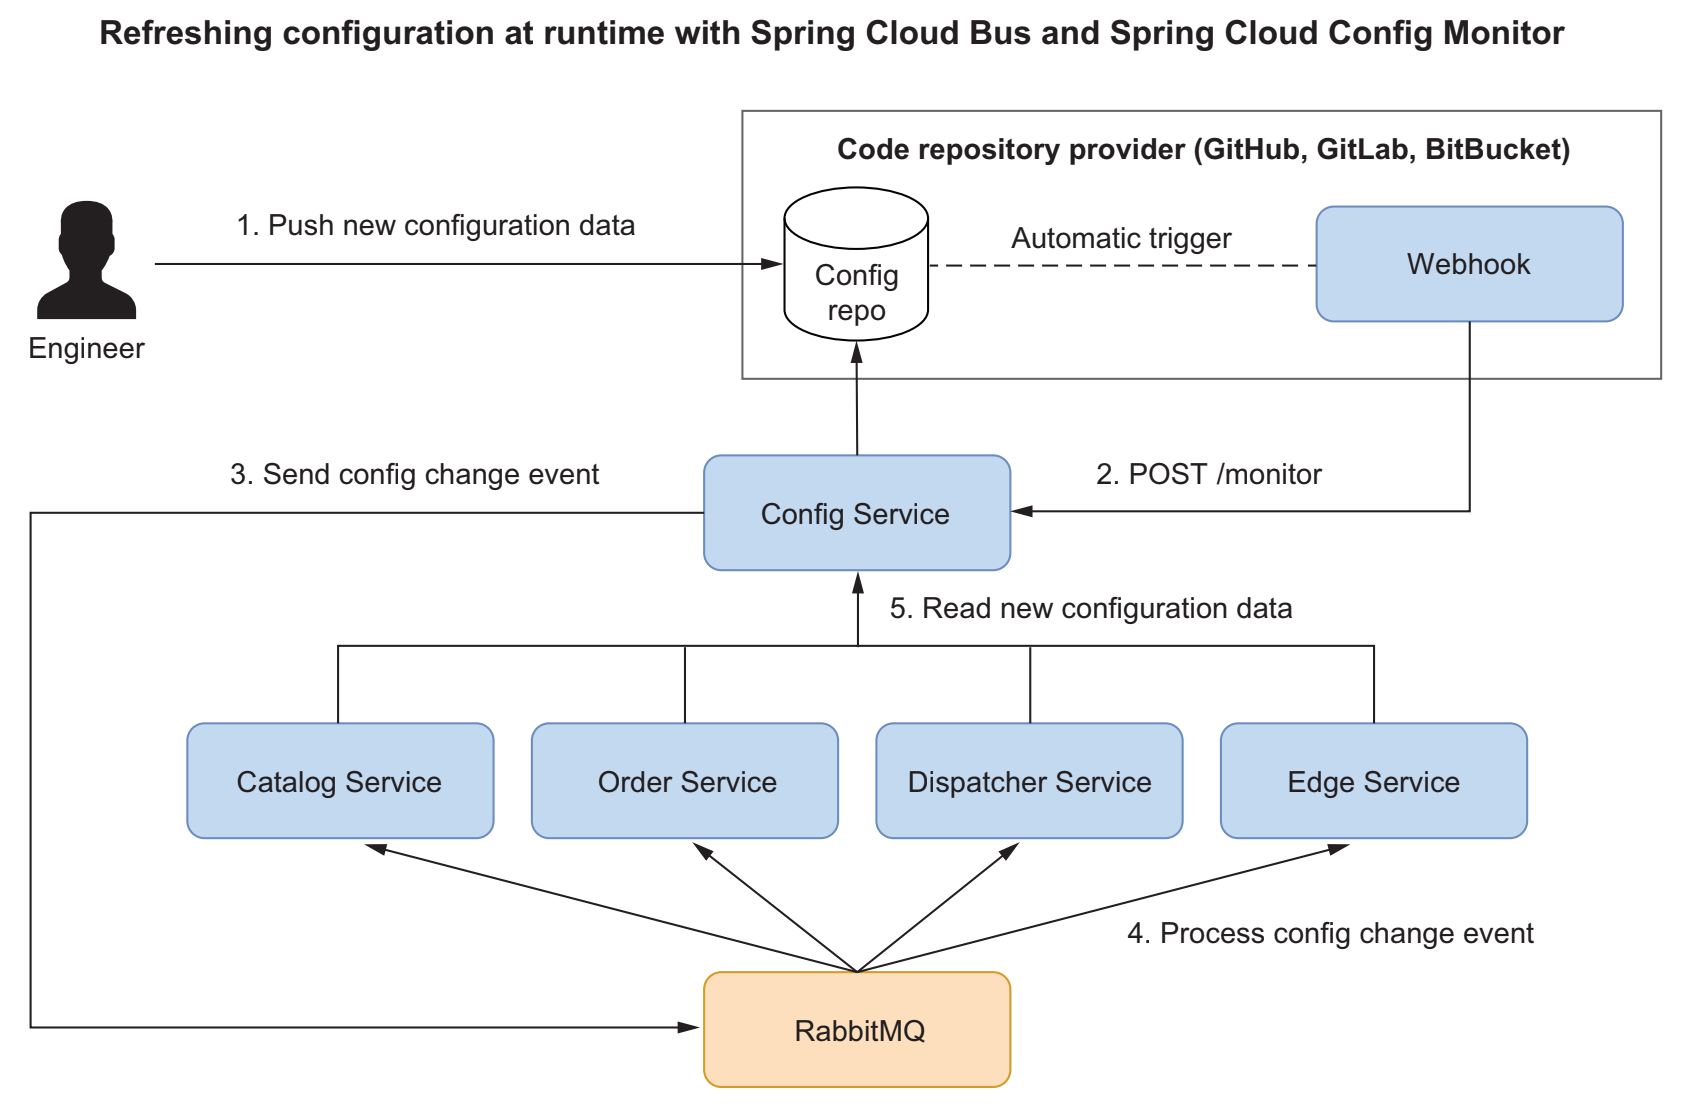 Refreshing configuration at runtime with Spring Cloud Bus and Spring Cloud Config Monitor
Code repository provider (GitHub, GitLab, BitBucket)
1. Push new configuration data
Engineer
Config
repo
Automatic trigger
Webhook
3. Send config change event
2. POST /monitor
Config Service
5. Read new configuration data
Catalog Service
Order Service
Dispatcher Service
Edge Service
4. Process config change event
RabbitMQ